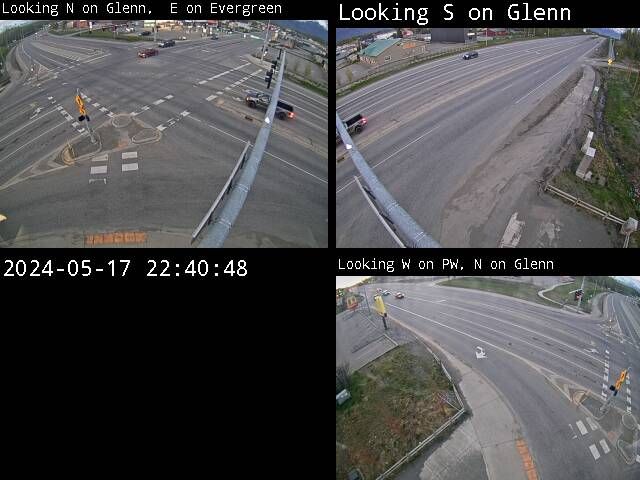 Looking N on Glenn, E on Evergreen
Looking S on Glenn
2024-05-17 22:40:48
Looking W on PW, N on Glenn